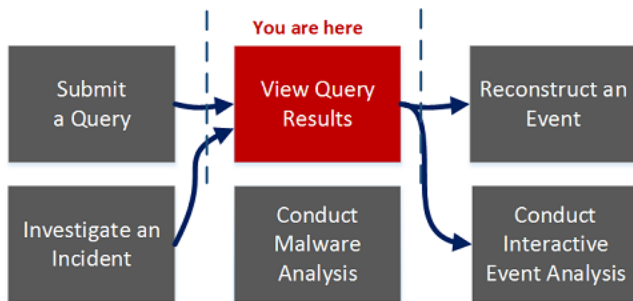 You are here
Submit
a Query
View Query
Results
Reconstruct an
Event
Investigate an
Incident
Conduct
Malware
Analysis
Conduct
Interactive
Event Analysis